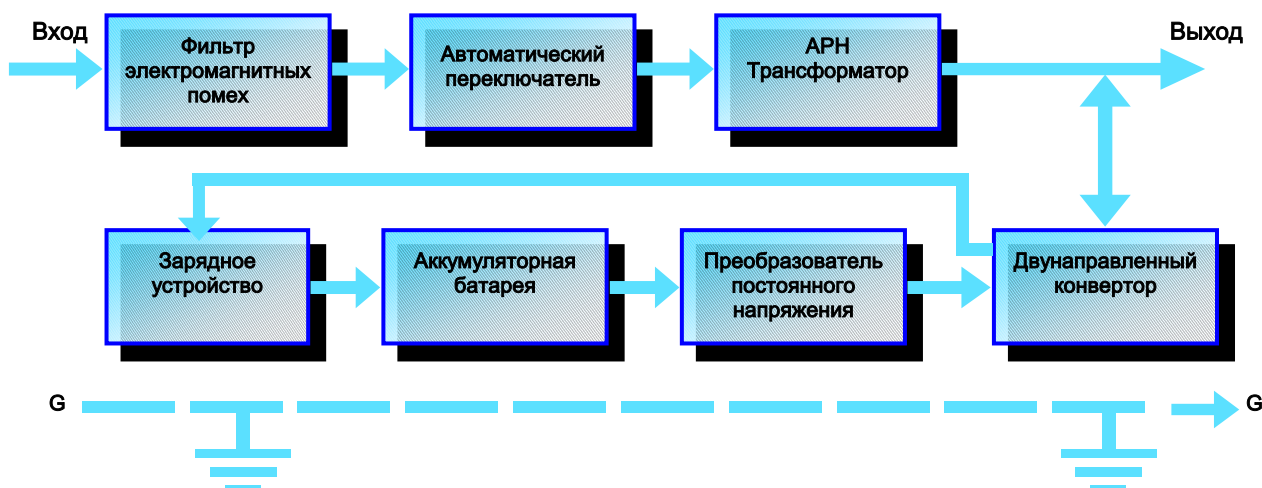 Вход
Фильтр
электромагнитных
помех
Автоматический
переключатель
АРН
Трансформатор
Выход
Зарядное
устройство
Аккумуляторная
батарея
Преобразователь
постоянного
напряжения
Двунаправленный
конвертор
G
G